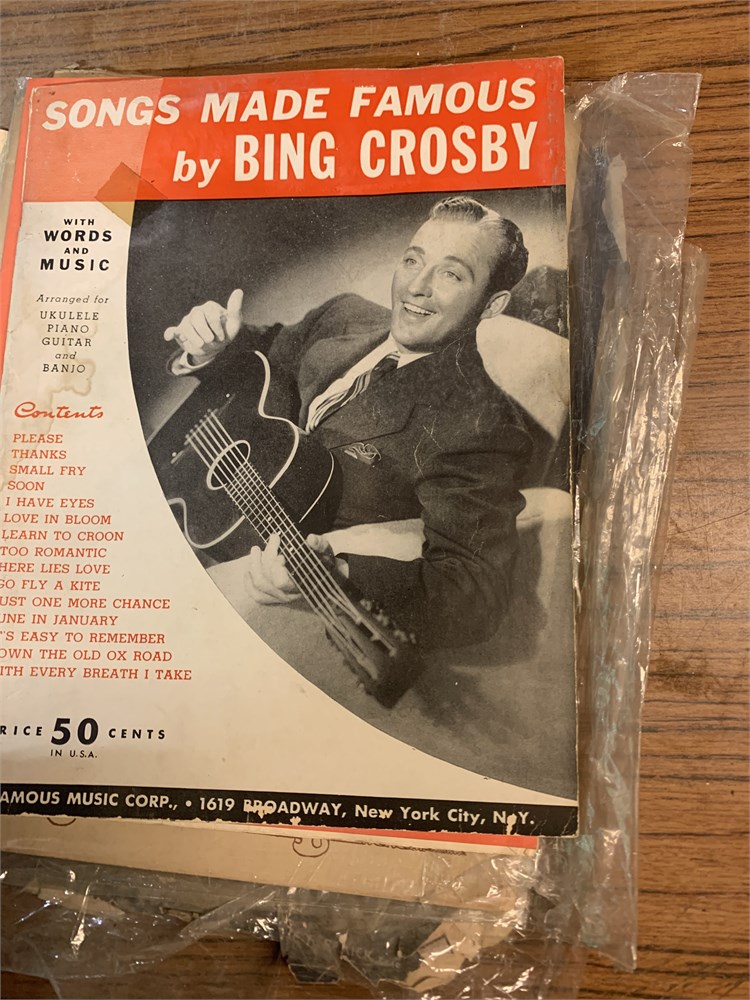 SONGS MADE FAMOUS
by BING CROSBY
WITH
WORDS
AND
MUSIC
Arranged for
UKULELE
PIANO
GUITAR
and
BANJO
Contents
PLEASE
THANKS
SMALL FRY
SOON
I HAVE EYES
LOVE IN BLOOM
LEARN TO CROON
TOO ROMANTIC
HERE LIES LOVE
GO FLY A KITE
UST ONE MORE CHANCE
UNE IN JANUARY
'S EASY TO REMEMBER
OWN THE OLD OX ROAD
ITH EVERY BREATH I TAKE
RICE 50 CENTS
IN U.S.A.
AMOUS MUSIC CORP., • 1619 BROADWAY, New York City, N.Y.